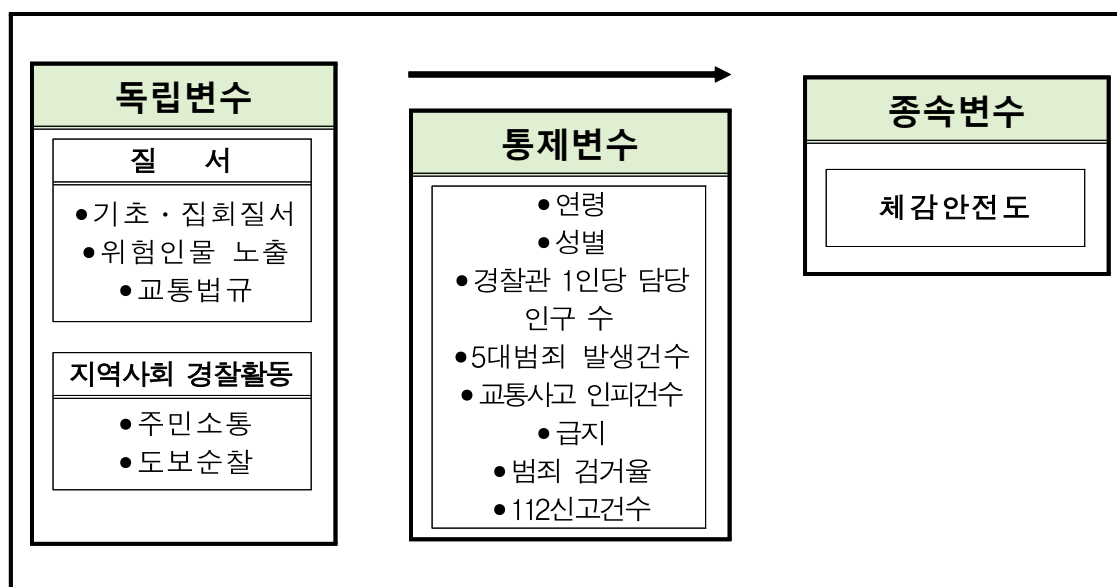 독립변수
질 서
●기초·집회질서
●위험인물 노출
●교통법규
지역사회 경찰활동
●주민소통
●도보순찰
통제변수
●연령
●성별
●경찰관 1인당 담당
인구 수
●5대범죄 발생건수
●교통사고 인피건수
●급지
●범죄 검거율
●112신고건수
종속변수
체감안전도